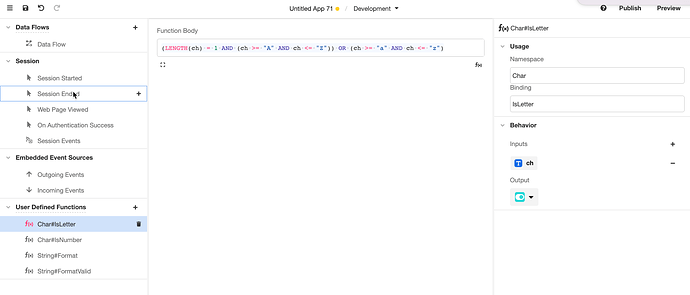 Untitled App 71
Development
Publish
Preview
Data Flows
Data Flow
Session
Session Started
Session Ended
Web Page Viewed
On Authentication Success
Session Events
Embedded Event Sources
Outgoing Events
Incoming Events
User Defined Functions
f(x) Char#IsLetter
f(x) Char#IsNumber
f(x) String#Format
f(x) String#FormatValid
Function Body
(LENGTH(ch) = 1 AND (ch >= "A" AND ch <= "Z")) OR (ch >= "a" AND ch <= "z")
f(x)
f(x) Char#IsLetter
Usage
Namespace
Char
Binding
IsLetter
Behavior
Inputs
T ch
Output